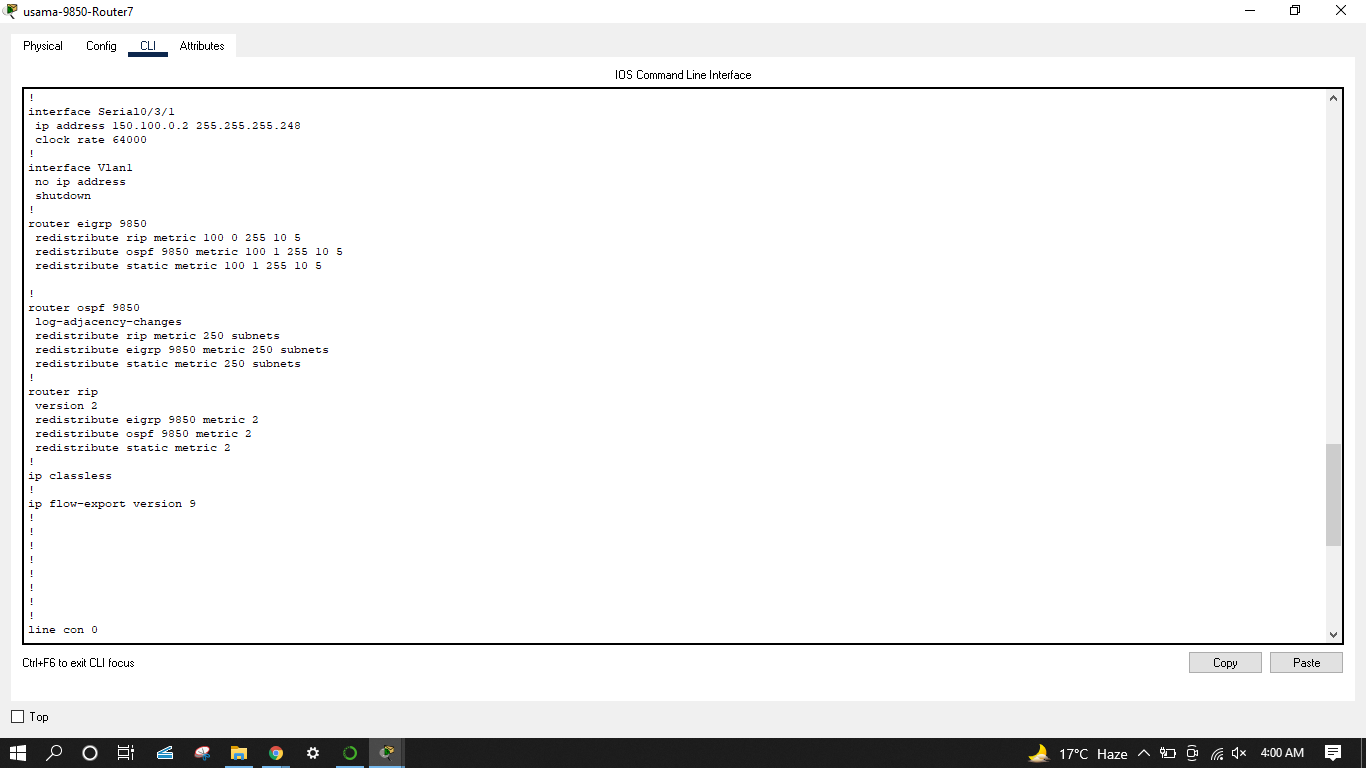 usama-9850-Router7
Physical Config CLI Attributes
IOS Command Line Interface
!
interface Serial0/3/1
 ip address 150.100.0.2 255.255.255.248
 clock rate 64000
!
interface Vlan1
 no ip address
 shutdown
!
router eigrp 9850
 redistribute rip metric 100 0 255 10 5
 redistribute ospf 9850 metric 100 1 255 10 5
 redistribute static metric 100 1 255 10 5
!
router ospf 9850
 log-adjacency-changes
 redistribute rip metric 250 subnets
 redistribute eigrp 9850 metric 250 subnets
 redistribute static metric 250 subnets
!
router rip
 version 2
 redistribute eigrp 9850 metric 2
 redistribute ospf 9850 metric 2
 redistribute static metric 2
!
ip classless
!
ip flow-export version 9
!
!
!
!
!
!
!
!
line con 0
Ctrl+F6 to exit CLI focus
Copy Paste
Top
17°C Haze 4:00 AM